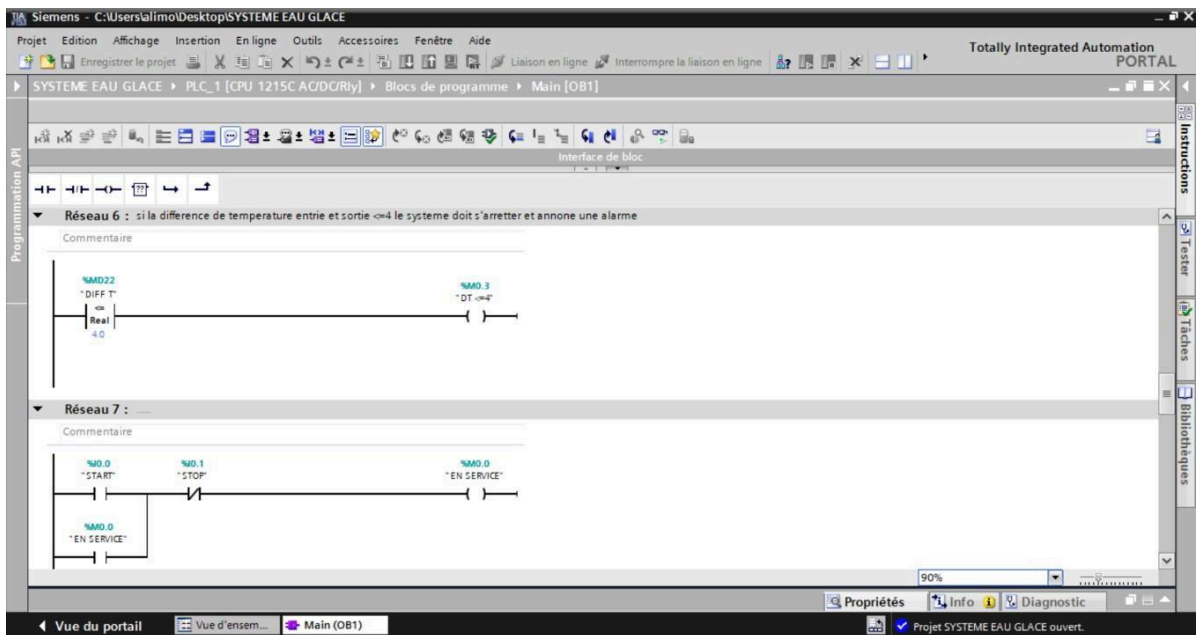 Siemens - C:\Users\alimo\Desktop\SYSTEME EAU GLACE
Projet Edition Affichage Insertion En ligne Outils Accessoires Fenêtre Aide
Totally Integrated Automation
PORTAL
Enregistrer le projet Liaison en ligne Interrompre la liaison en ligne
SYSTEME EAU GLACE PLC_1 [CPU 1215C AC/DC/Rly] Blocs de programme Main [OB1]
Interface de bloc
Programmation API
Instructions
Tester
Tâches
Bibliothèques
Réseau 6 : si la difference de temperature entrie et sortie <=4 le systeme doit s'arretter et annone une alarme
Commentaire
%MD22
"DIFF T"
<=
Real
4.0
%M0.3
"DT <=4"
Réseau 7 : .....
Commentaire
%I0.0
"START"
%I0.1
"STOP"
%M0.0
"EN SERVICE"
%M0.0
"EN SERVICE"
90%
Propriétés Info Diagnostic
Vue du portail Vue d'ensem... Main (OB1) Projet SYSTEME EAU GLACE ouvert.